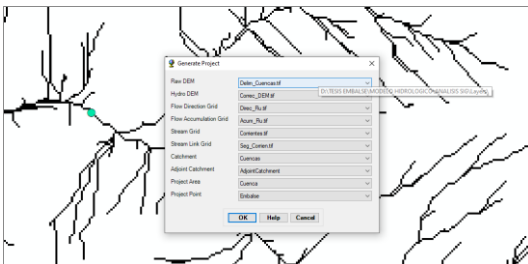 Generate Project
Raw DEM
Delim_Cuencas.tif
Hydro DEM
Correc_DEM.tif
D:\TESIS EMBALSE\MODELO HIDROLOGICO\ANALISIS SIG\Layers\
Flow Direction Grid
Direc_Ru.tif
Flow Accumulation Grid
Acum_Ru.tif
Stream Grid
Corrientes.tif
Stream Link Grid
Seg_Corrien.tif
Catchment
Cuencas
Adjoint Catchment
AdjointCatchment
Project Area
Cuenca
Project Point
Embalse
OK Help Cancel